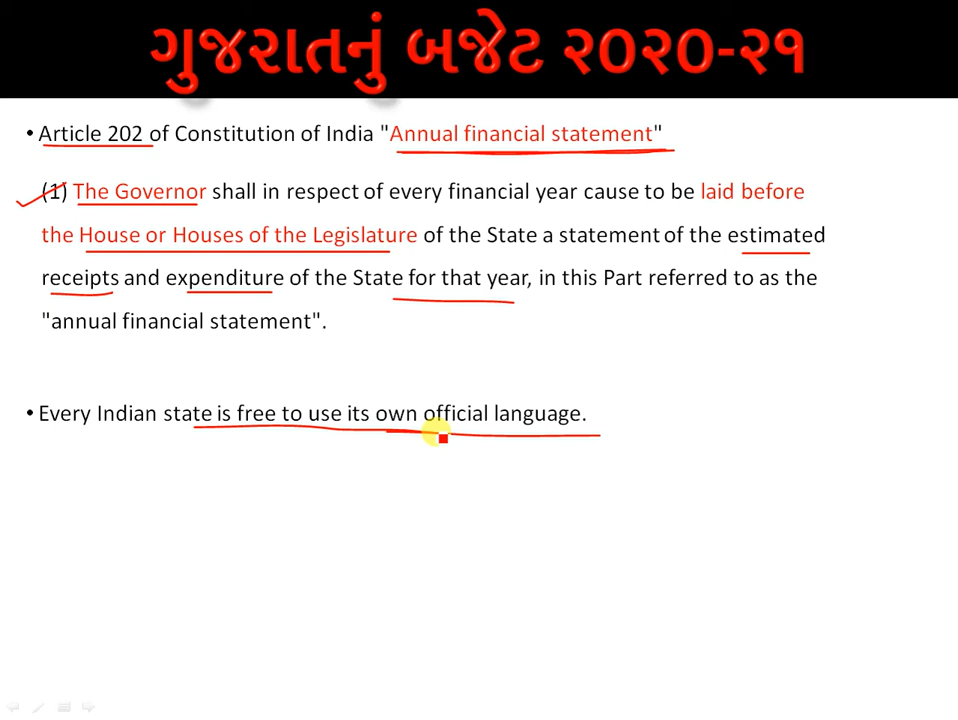 ગુજરાતનું બજેટ ૨૦૨૦-૨૧
• Article 202 of Constitution of India "Annual financial statement"
(1) The Governor shall in respect of every financial year cause to be laid before
the House or Houses of the Legislature of the State a statement of the estimated
receipts and expenditure of the State for that year, in this Part referred to as the
"annual financial statement".
• Every Indian state is free to use its own official language.